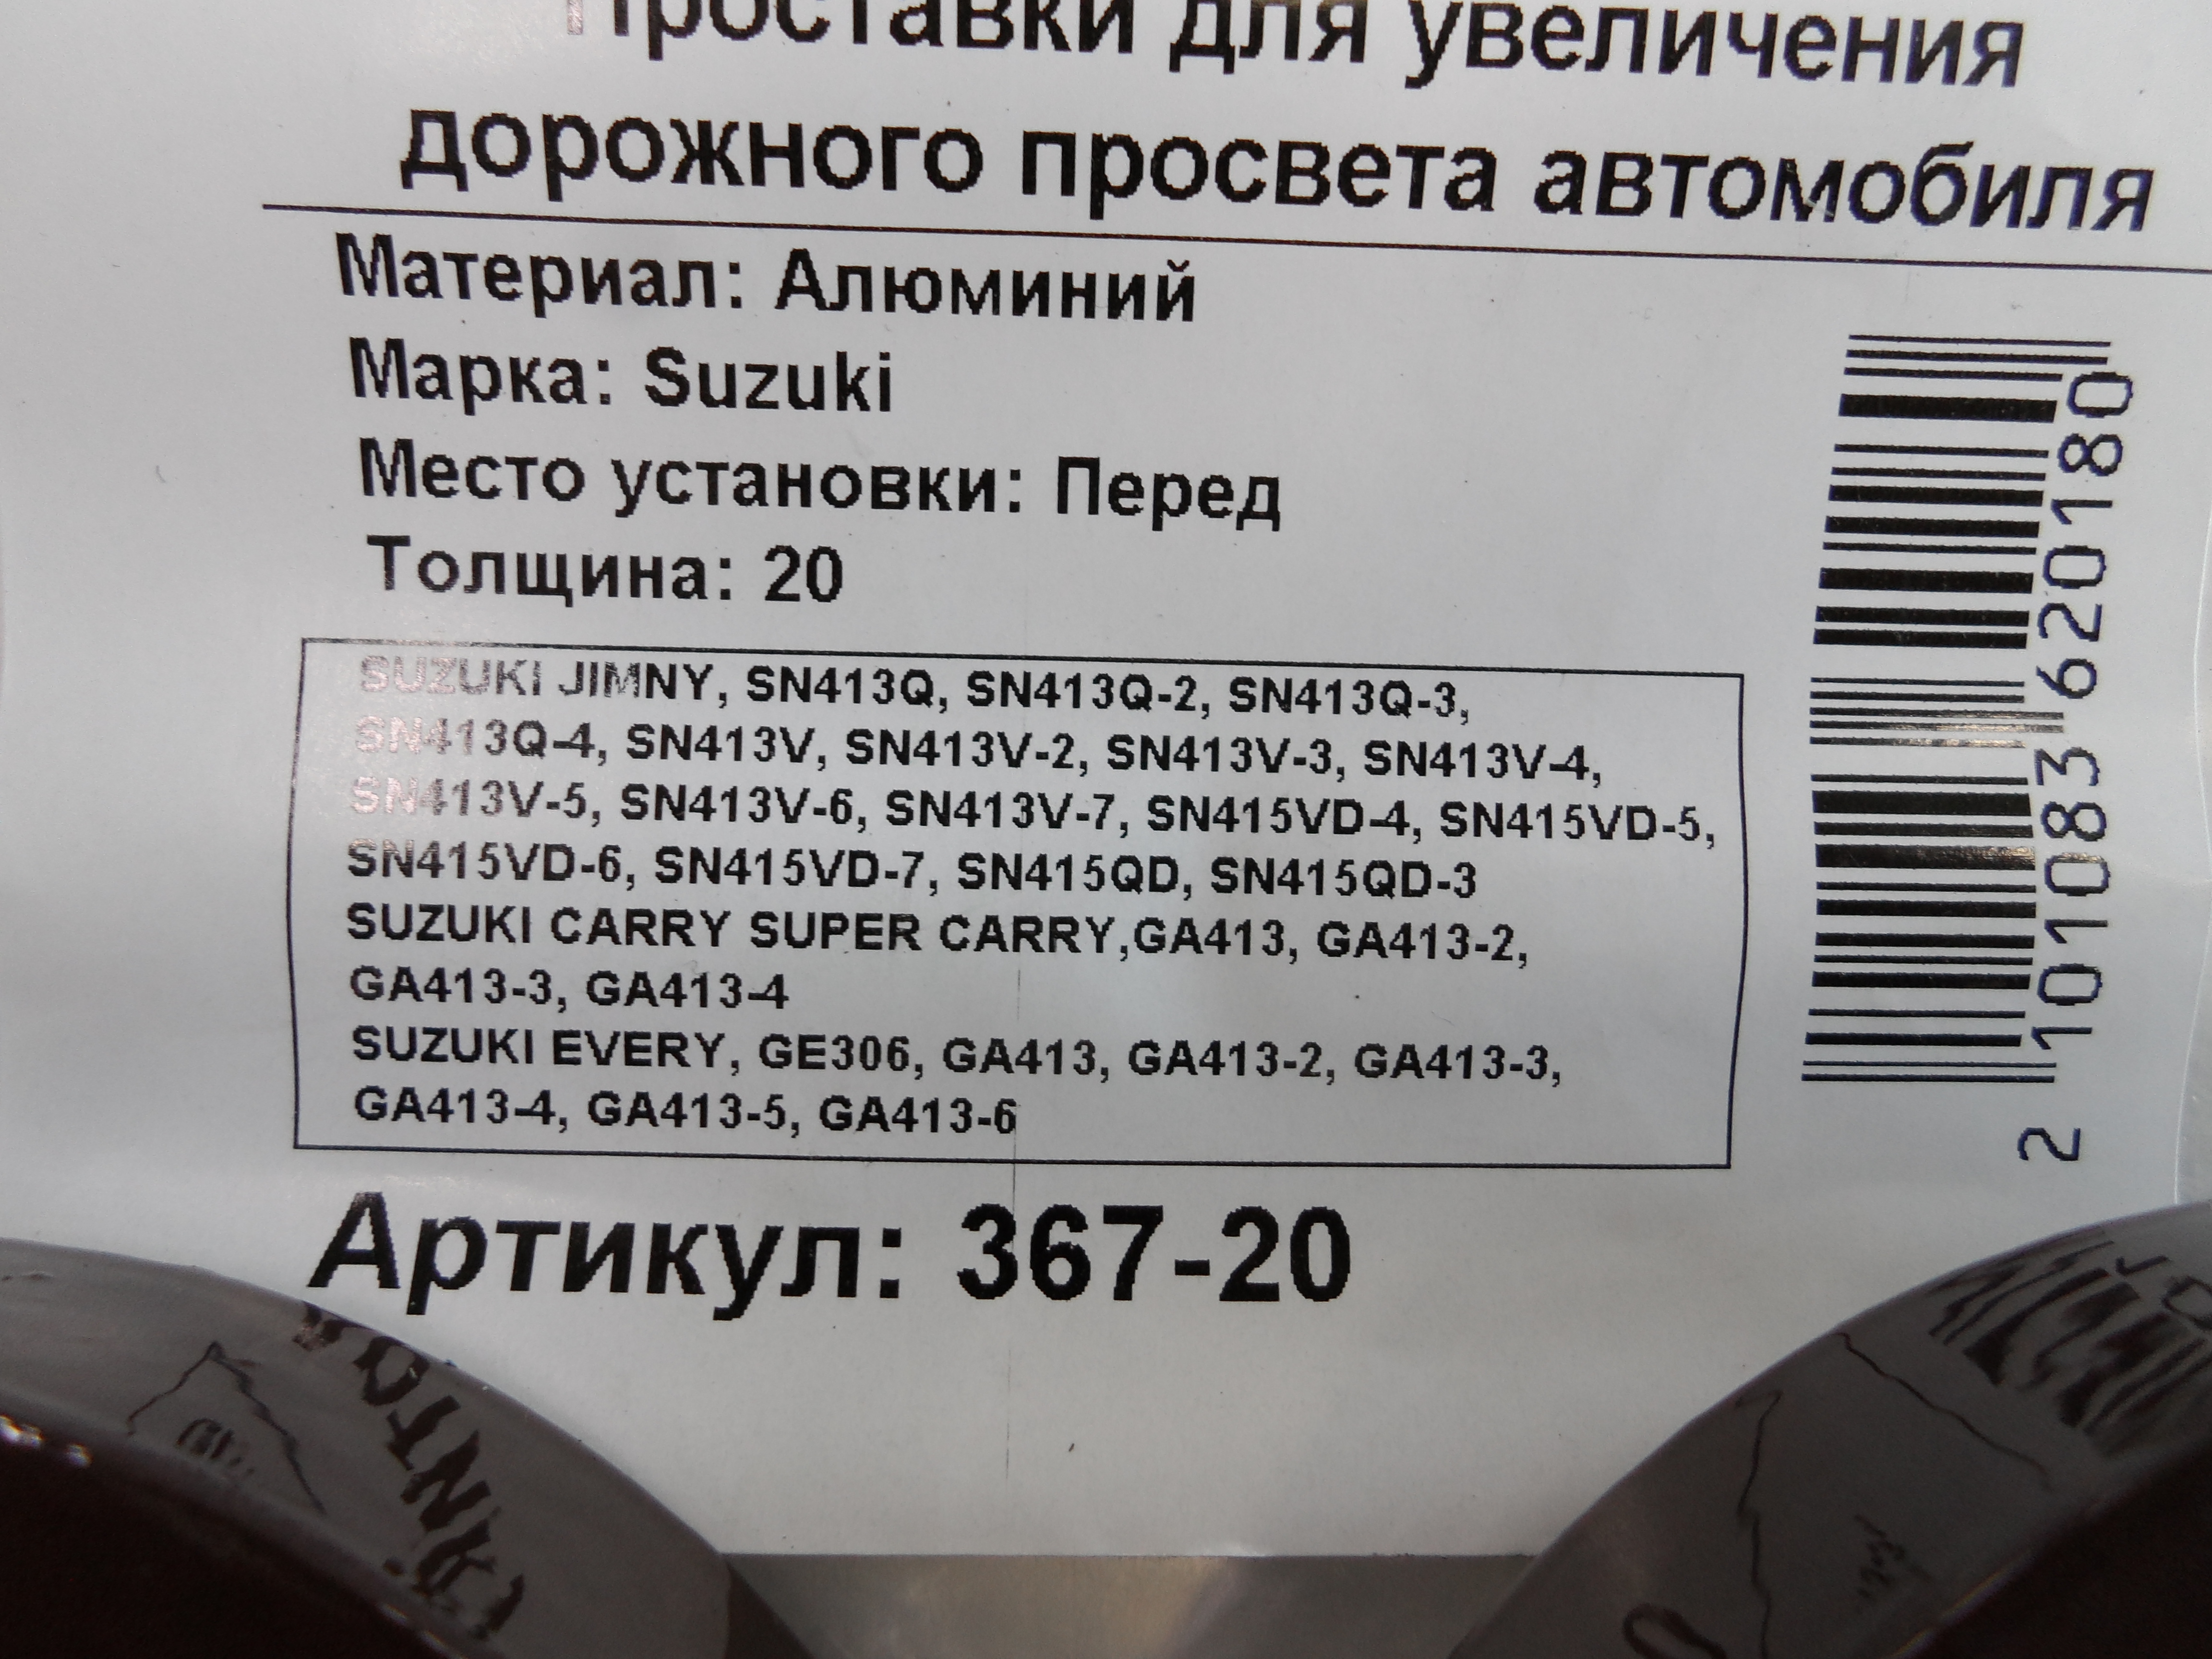 Проставки для увеличения
дорожного просвета автомобиля
Материал: Алюминий
Марка: Suzuki
Место установки: Перед
Толщина: 20
SUZUKI JIMNY, SN413Q, SN413Q-2, SN413Q-3,
SN413Q-4, SN413V, SN413V-2, SN413V-3, SN413V-4,
SN413V-5, SN413V-6, SN413V-7, SN415VD-4, SN415VD-5,
SN415VD-6, SN415VD-7, SN415QD, SN415QD-3
SUZUKI CARRY SUPER CARRY,GA413, GA413-2,
GA413-3, GA413-4
SUZUKI EVERY, GE306, GA413, GA413-2, GA413-3,
GA413-4, GA413-5, GA413-6
Артикул: 367-20
2 101083 620180